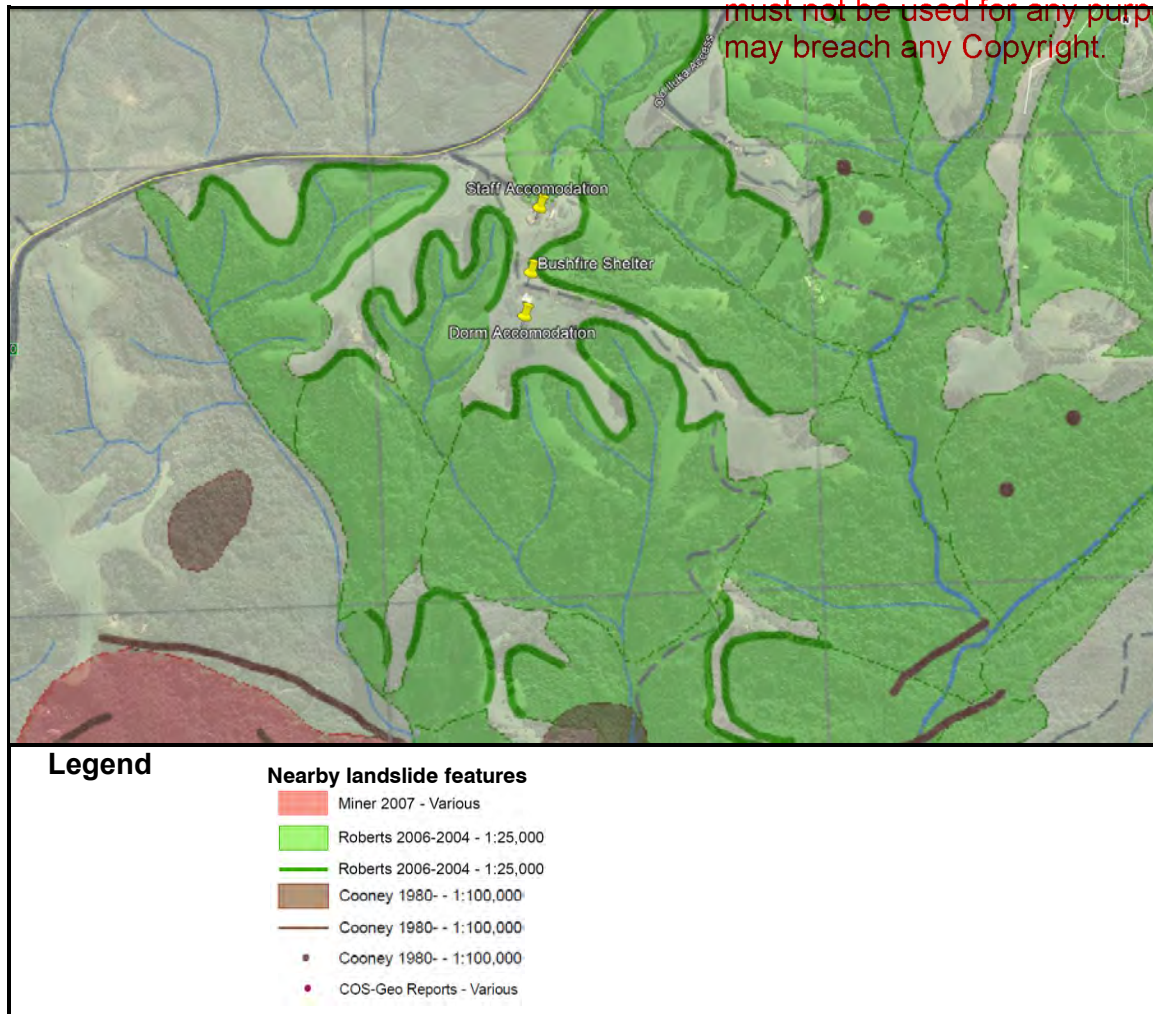 must not be used for any purp
may breach any Copyright.
Staff Accomodation
Bushfire Shelter
Dorm Accomodation
Legend
Nearby landslide features
Miner 2007 - Various
Roberts 2006-2004 - 1:25,000
Roberts 2006-2004 - 1:25,000
Cooney 1980- - 1:100,000
Cooney 1980- - 1:100,000
Cooney 1980- - 1:100,000
COS-Geo Reports - Various